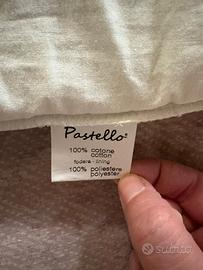 Pastello®
100% cotone
cotton
fodera - lining
100% poliestere
polyester
subito